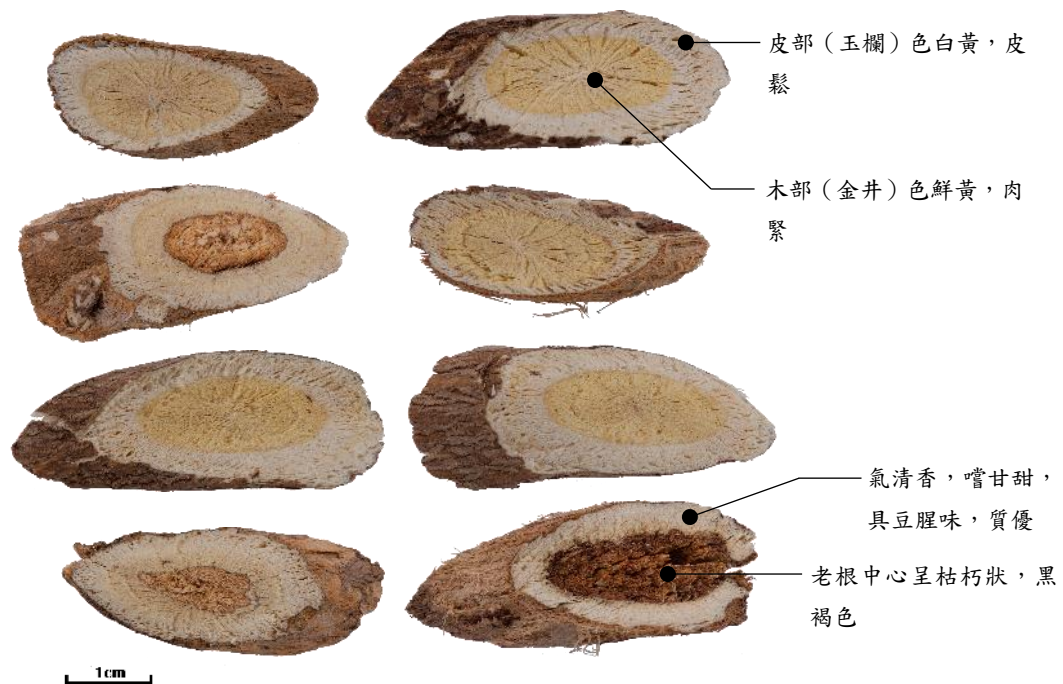 皮部（玉欄）色白黃，皮
鬆
木部（金井）色鮮黃，肉
緊
氣清香，嚐甘甜，
具豆腥味，質優
老根中心呈枯朽狀，黑
褐色
1cm